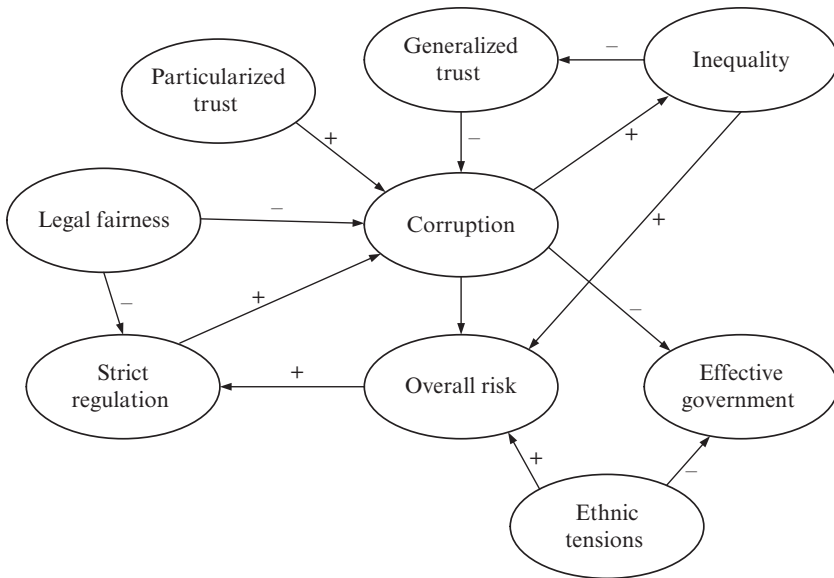 Generalized
trust
–
Inequality
Particularized
trust
+
–
+
Legal fairness
–
Corruption
+
–
+
–
Strict
regulation
+
Overall risk
Effective
government
+
–
Ethnic
tensions